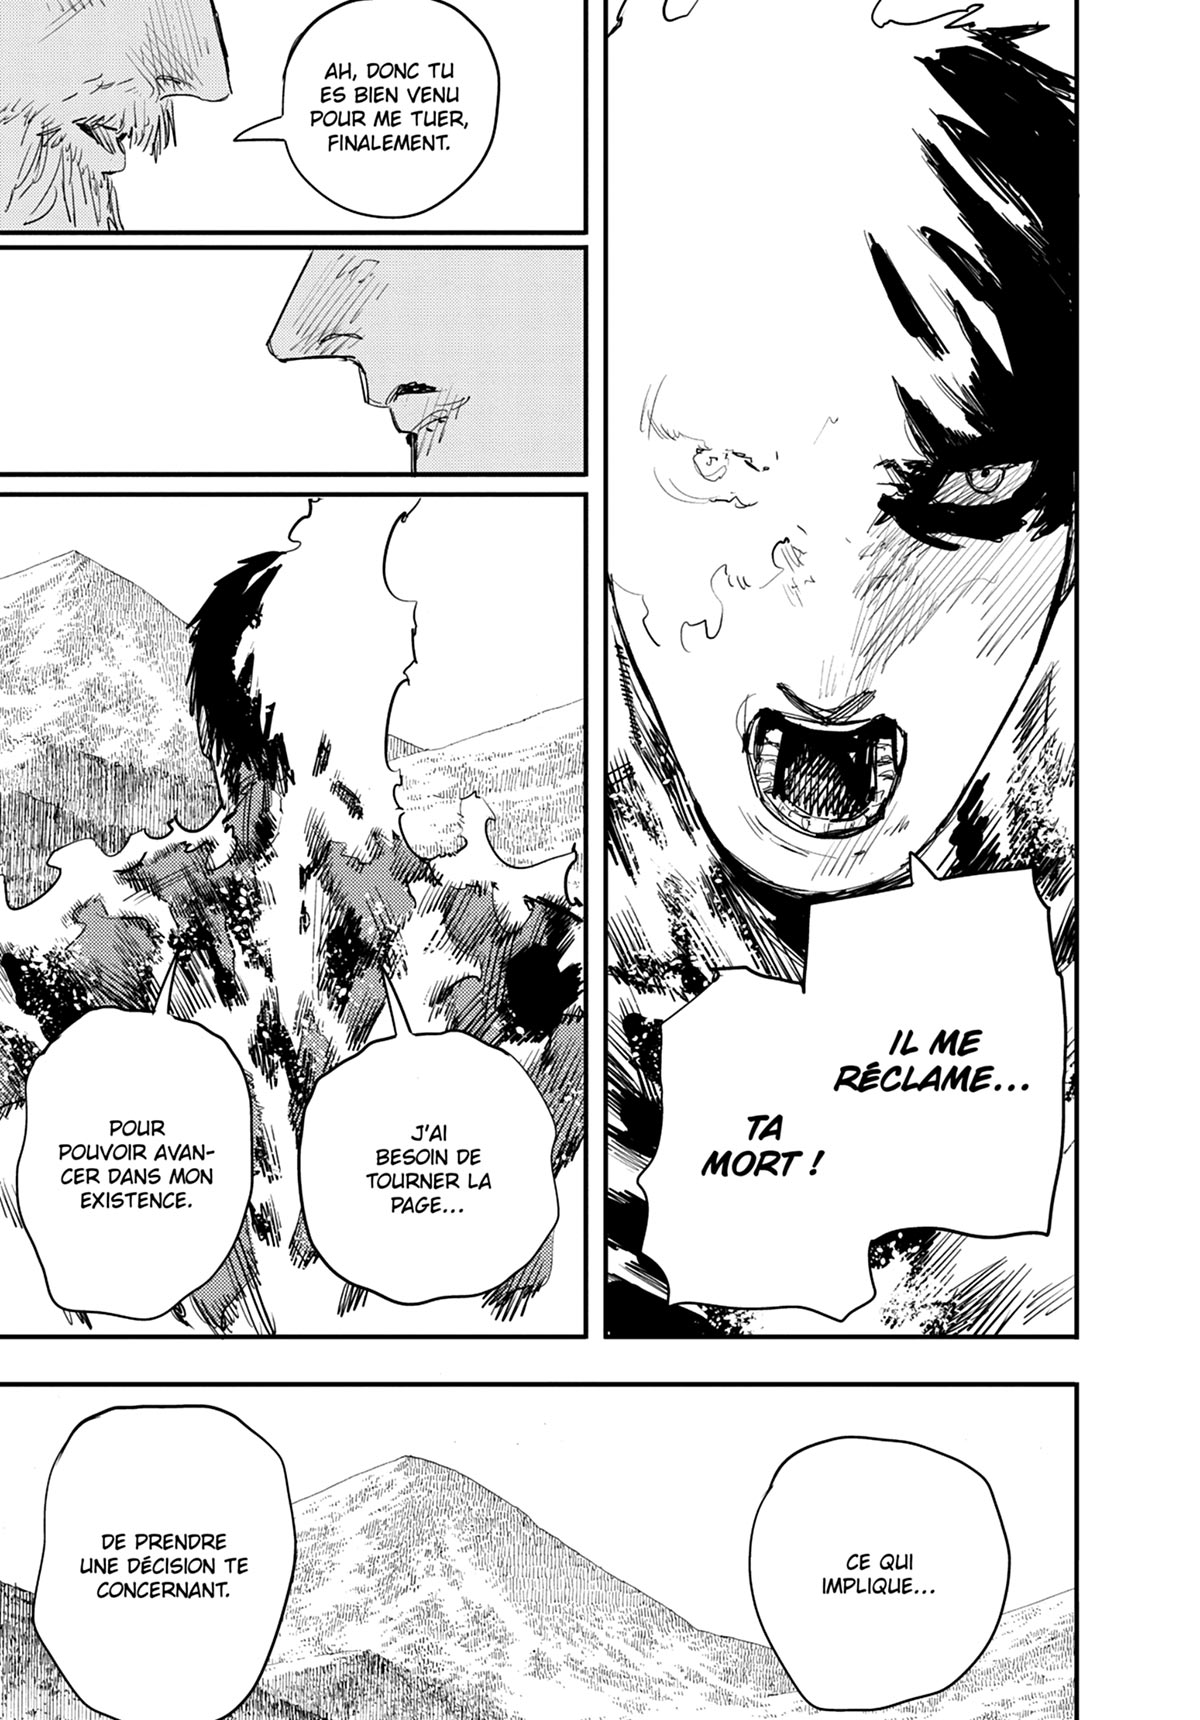 IL ME
RÉCLAME...
TA
MORT !
AH, DONC TU
ES BIEN VENU
POUR ME TUER,
FINALEMENT.
J'AI
BESOIN DE
TOURNER LA
PAGE...
POUR
POUVOIR AVAN-
CER DANS MON
EXISTENCE.
CE QUI
IMPLIQUE...
DE PRENDRE
UNE DÉCISION TE
CONCERNANT.